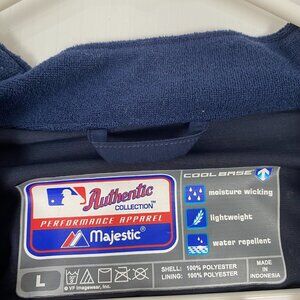 Authentic
COLLECTION™
PERFORMANCE APPAREL
Majestic®
COOL BASE
moisture wicking
lightweight
water repellent
L
© VF Imagewear, Inc.
SHELL: 100% POLYESTER
LINING: 100% POLYESTER
MADE IN
INDONESIA